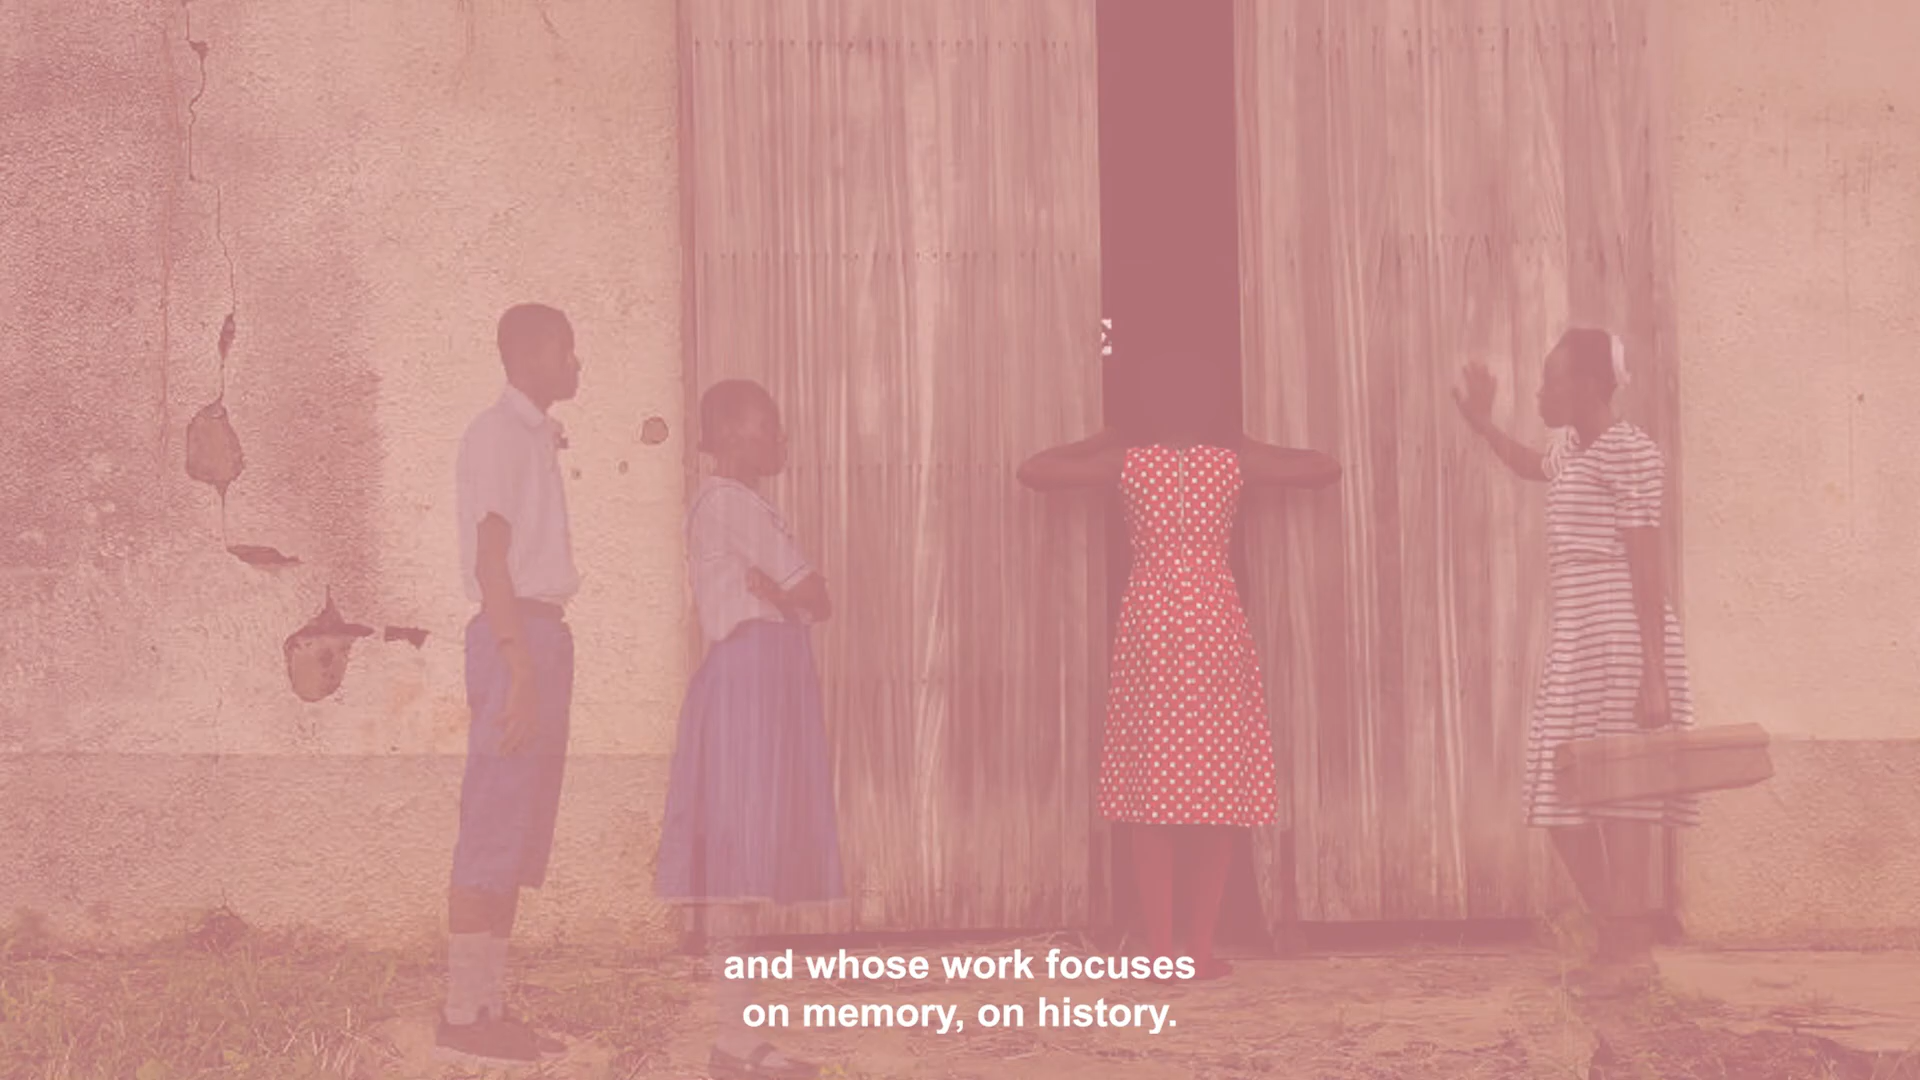 and whose work focuses
on memory, on history.